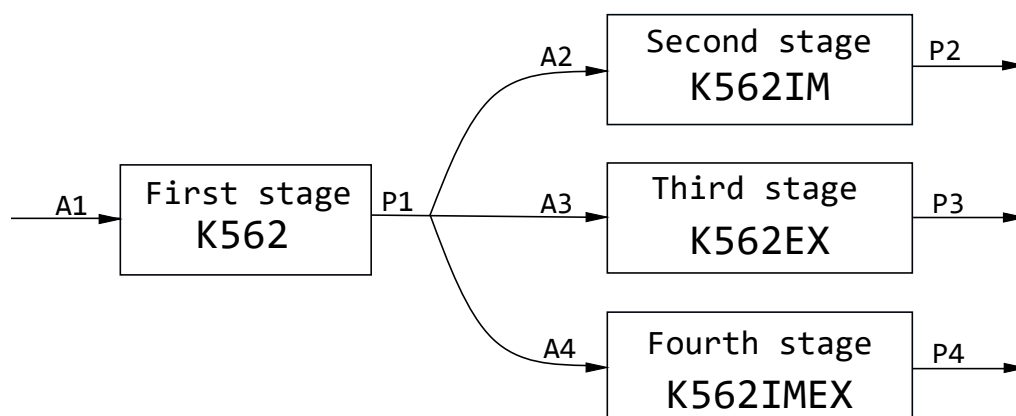 A1
First stage
K562
P1
A2
Second stage
K562IM
P2
A3
Third stage
K562EX
P3
A4
Fourth stage
K562IMEX
P4